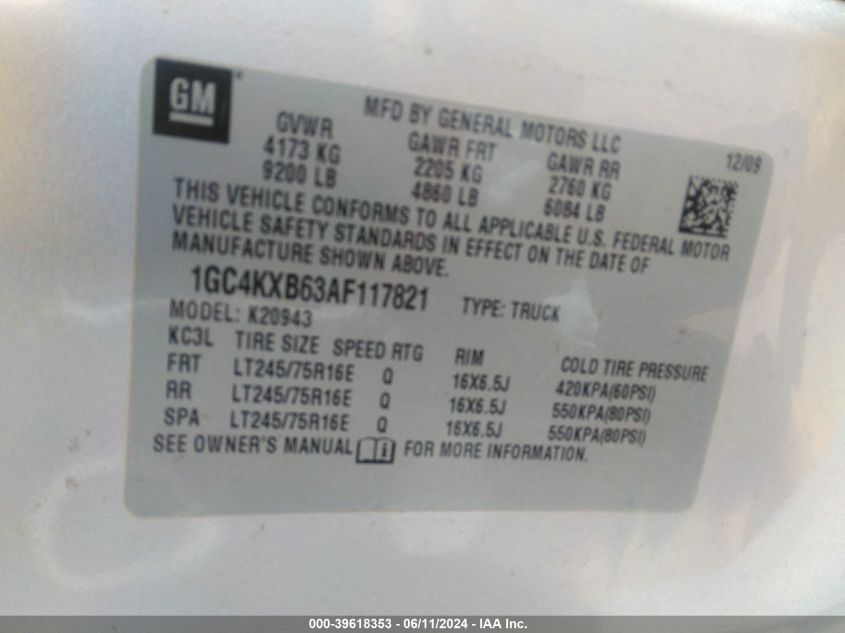 GM
MFD BY GENERAL MOTORS LLC
12/09
GVWR GAWR FRT GAWR RR
4173 KG 2205 KG 2760 KG
9200 LB 4860 LB 6084 LB
THIS VEHICLE CONFORMS TO ALL APPLICABLE U.S. FEDERAL MOTOR
VEHICLE SAFETY STANDARDS IN EFFECT ON THE DATE OF
MANUFACTURE SHOWN ABOVE.
1GC4KXB63AF117821 TYPE: TRUCK
MODEL: K20943
KC3L TIRE SIZE SPEED RTG RIM COLD TIRE PRESSURE
FRT LT245/75R16E Q 16X6.5J 420KPA(60PSI)
RR LT245/75R16E Q 16X6.5J 550KPA(80PSI)
SPA LT245/75R16E Q 16X6.5J 550KPA(80PSI)
SEE OWNER'S MANUAL i FOR MORE INFORMATION.
000-39618353 - 06/11/2024 - IAA Inc.